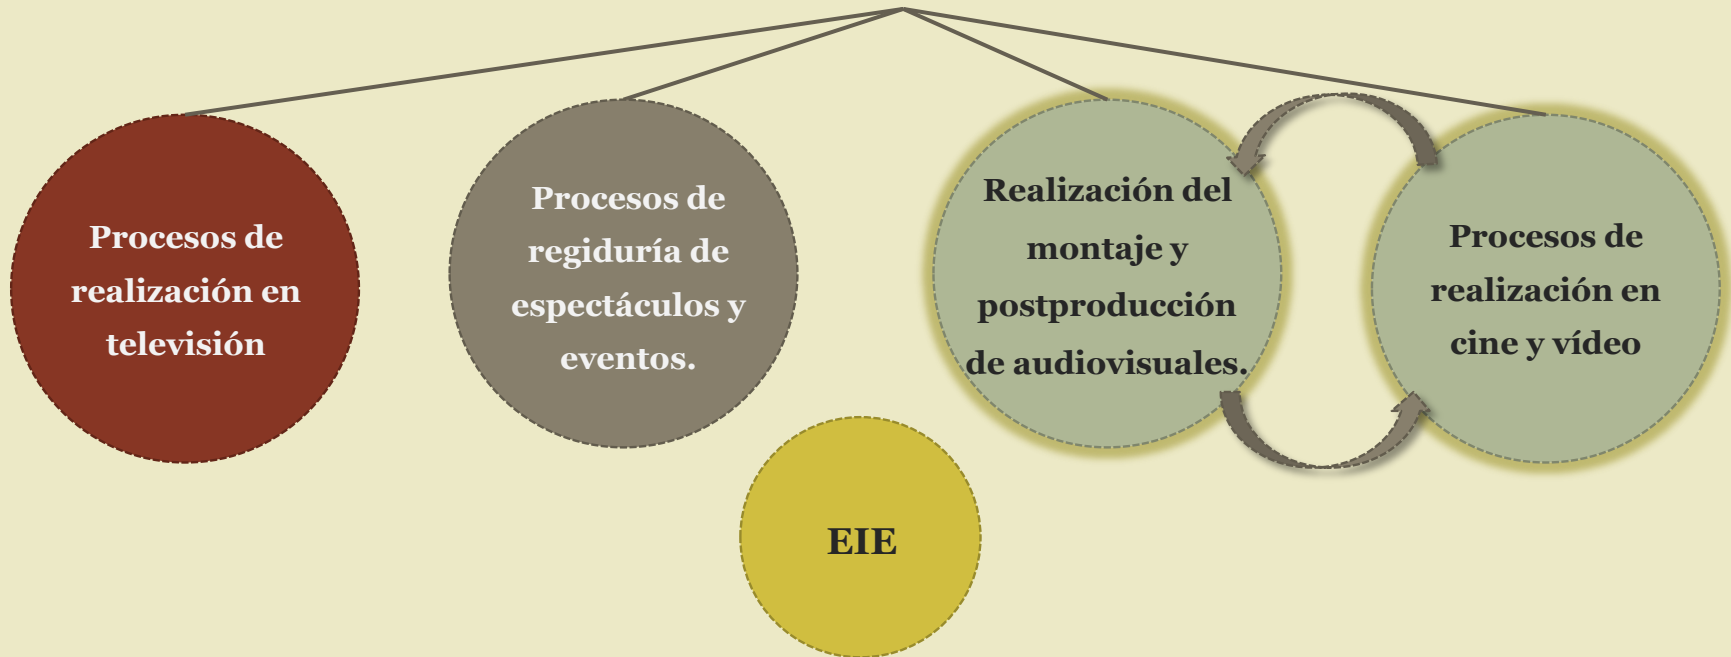 Procesos de
realización en
televisión
Procesos de
regiduría de
espectáculos y
eventos.
Realización del
montaje y
postproducción
de audiovisuales.
Procesos de
realización en
cine y vídeo
EIE